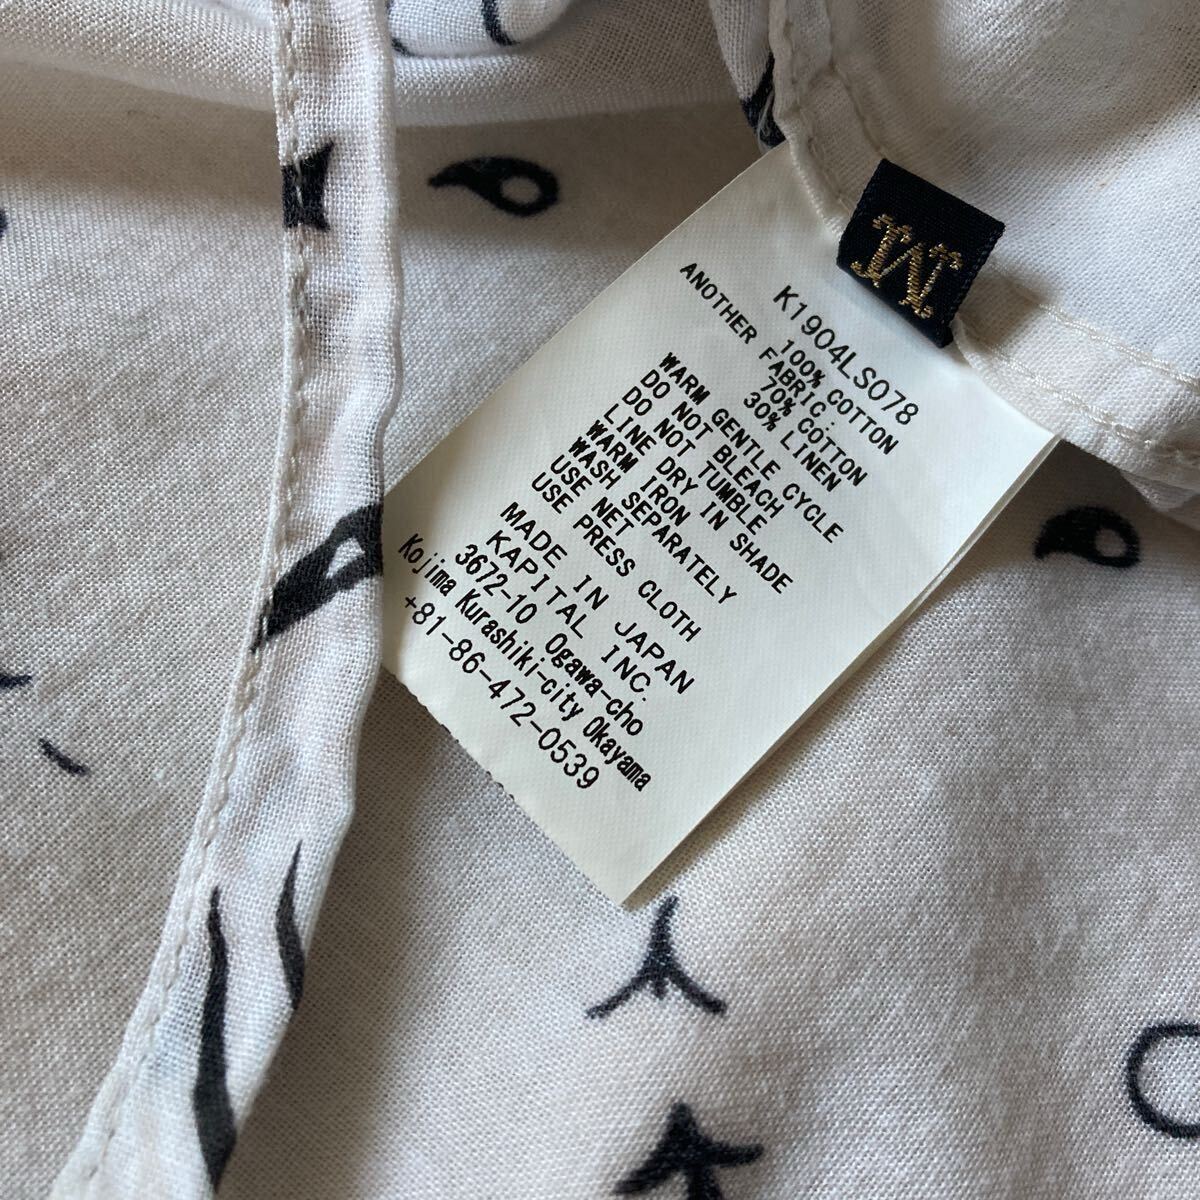 M
K1904LS078
100% COTTON
ANOTHER FABRIC :
70% COTTON
30% LINEN
WARM GENTLE CYCLE
DO NOT BLEACH
DO NOT TUMBLE
LINE DRY IN SHADE
WARM IRON
WASH SEPARATELY
USE NET
USE PRESS CLOTH
MADE IN JAPAN
KAPITAL INC.
3672-10 Ogawa-cho
Kojima Kurashiki-city Okayama
+81-86-472-0539